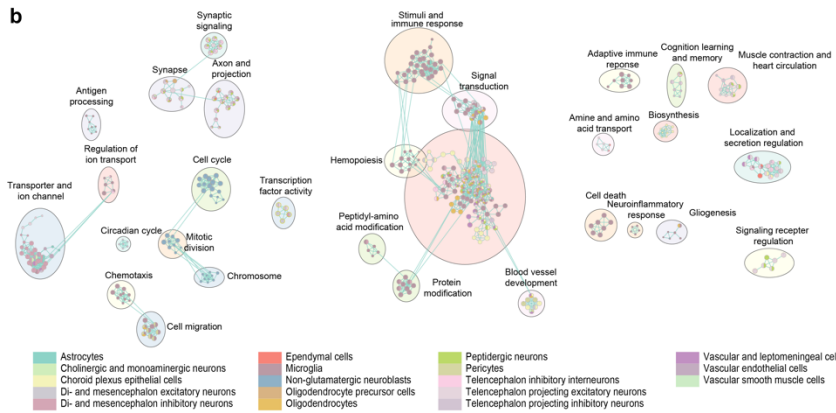 b
Synaptic
signaling
Synapse
Axon and
projection
Antigen
processing
Regulation of
ion transport
Transporter and
ion channel
Cell cycle
Transcription
factor activity
Circadian cycle
Mitotic
division
Chemotaxis
Chromosome
Cell migration
Stimuli and
immune response
Signal
transduction
Hemopoiesis
Peptidyl-amino
acid modification
Protein
modification
Blood vessel
development
Adaptive immune
reponse
Cognition learning
and memory
Muscle contraction and
heart circulation
Amine and amino
acid transport
Biosynthesis
Localization and
secretion regulation
Cell death
Neuroinflammatory
response
Gliogenesis
Signaling recepter
regulation
Astrocytes
Cholinergic and monoaminergic neurons
Choroid plexus epithelial cells
Di- and mesencephalon excitatory neurons
Di- and mesencephalon inhibitory neurons
Ependymal cells
Microglia
Non-glutamatergic neuroblasts
Oligodendrocyte precursor cells
Oligodendrocytes
Peptidergic neurons
Pericytes
Telencephalon inhibitory interneurons
Telencephalon projecting excitatory neurons
Telencephalon projecting inhibitory neurons
Vascular and leptomeningeal cel
Vascular endothelial cells
Vascular smooth muscle cells